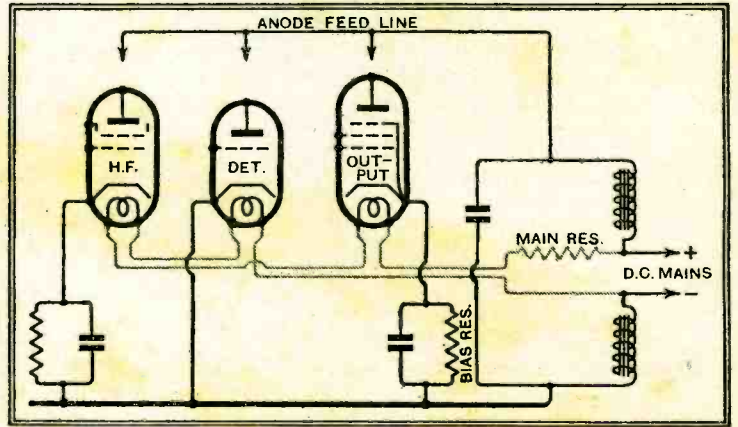 ANODE FEED LINE
H.F.
DET.
OUT-
PUT
MAIN RES.
+
D.C. MAINS
−
BIAS RES.